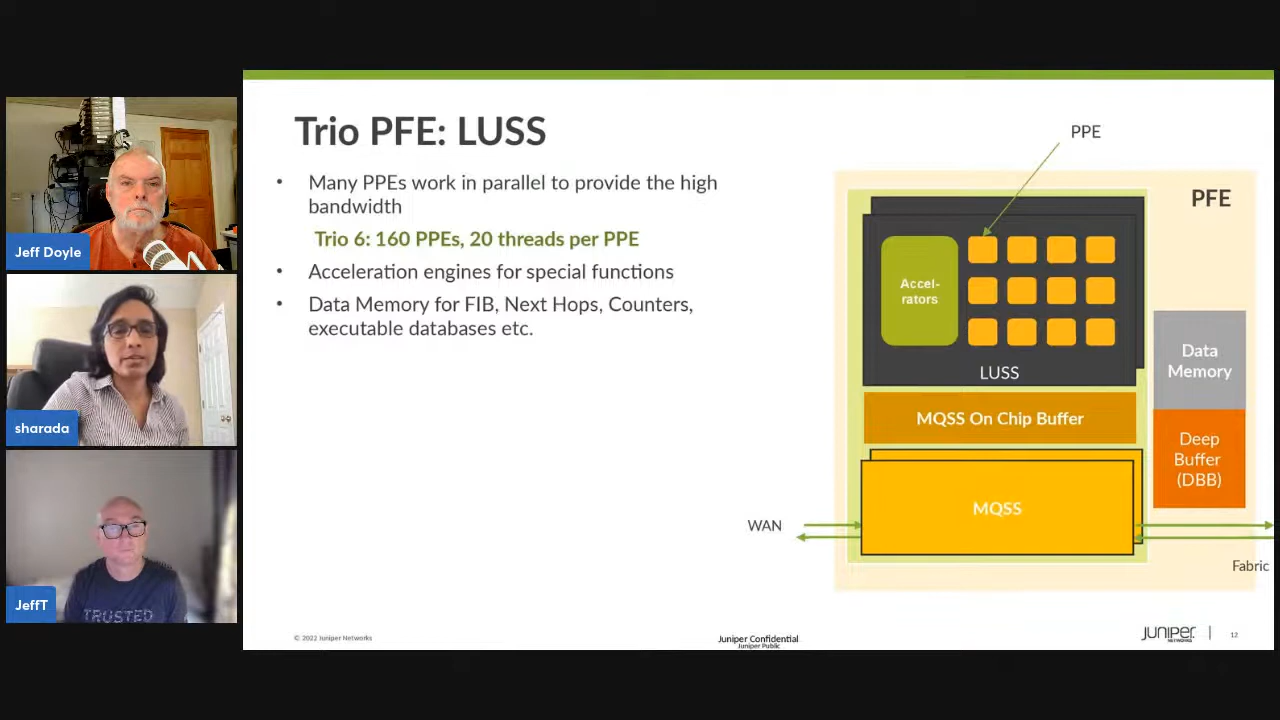 Jeff Doyle
sharada
JeffT
TRUSTED
Trio PFE: LUSS
• Many PPEs work in parallel to provide the high
bandwidth
Trio 6: 160 PPEs, 20 threads per PPE
• Acceleration engines for special functions
• Data Memory for FIB, Next Hops, Counters,
executable databases etc.
PPE
PFE
Accel-
rators
LUSS
MQSS On Chip Buffer
MQSS
Data
Memory
Deep
Buffer
(DBB)
WAN
Fabric
© 2022 Juniper Networks
Juniper Confidential
Juniper Public
JUNIPER
NETWORKS
12